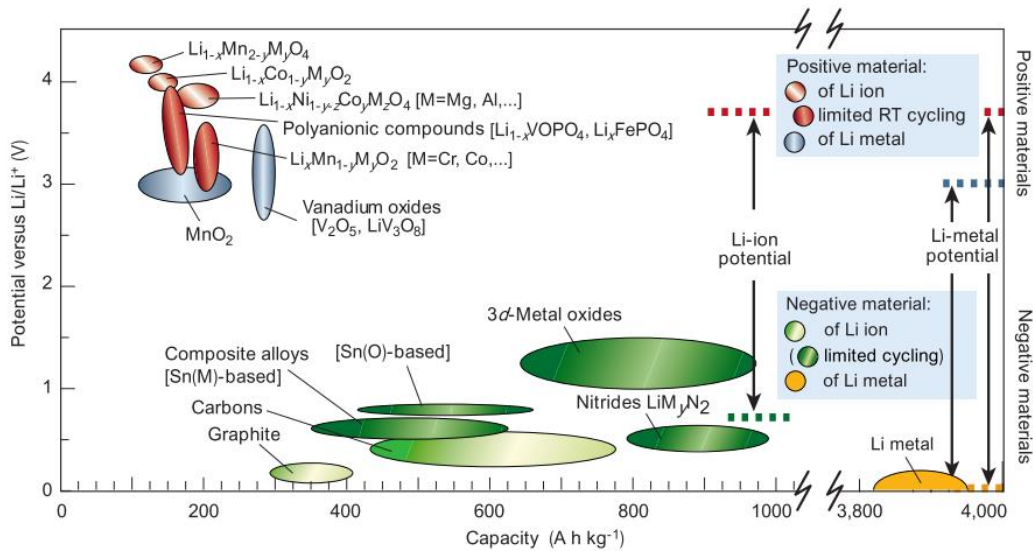 Li1-xMn2-yMyO4
Li1-xCo1-yMyO2
Li1-xNi1-y-zCoyMzO4 [M=Mg, Al,...]
Polyanionic compounds [Li1-xVOPO4, LixFePO4]
LixMn1-yMyO2 [M=Cr, Co,...]
Vanadium oxides
[V2O5, LiV3O8]
MnO2
Positive material:
of Li ion
limited RT cycling
of Li metal
Positive materials
Li-ion
potential
Li-metal
potential
Negative material:
of Li ion
( limited cycling)
of Li metal
Negative materials
3d-Metal oxides
[Sn(O)-based]
Composite alloys
[Sn(M)-based]
Carbons
Graphite
Nitrides LiMyN2
Li metal
Potential versus Li/Li+ (V)
4
3
2
1
0
0
200
400
600
800
1000
3,800
4,000
Capacity (A h kg-1)